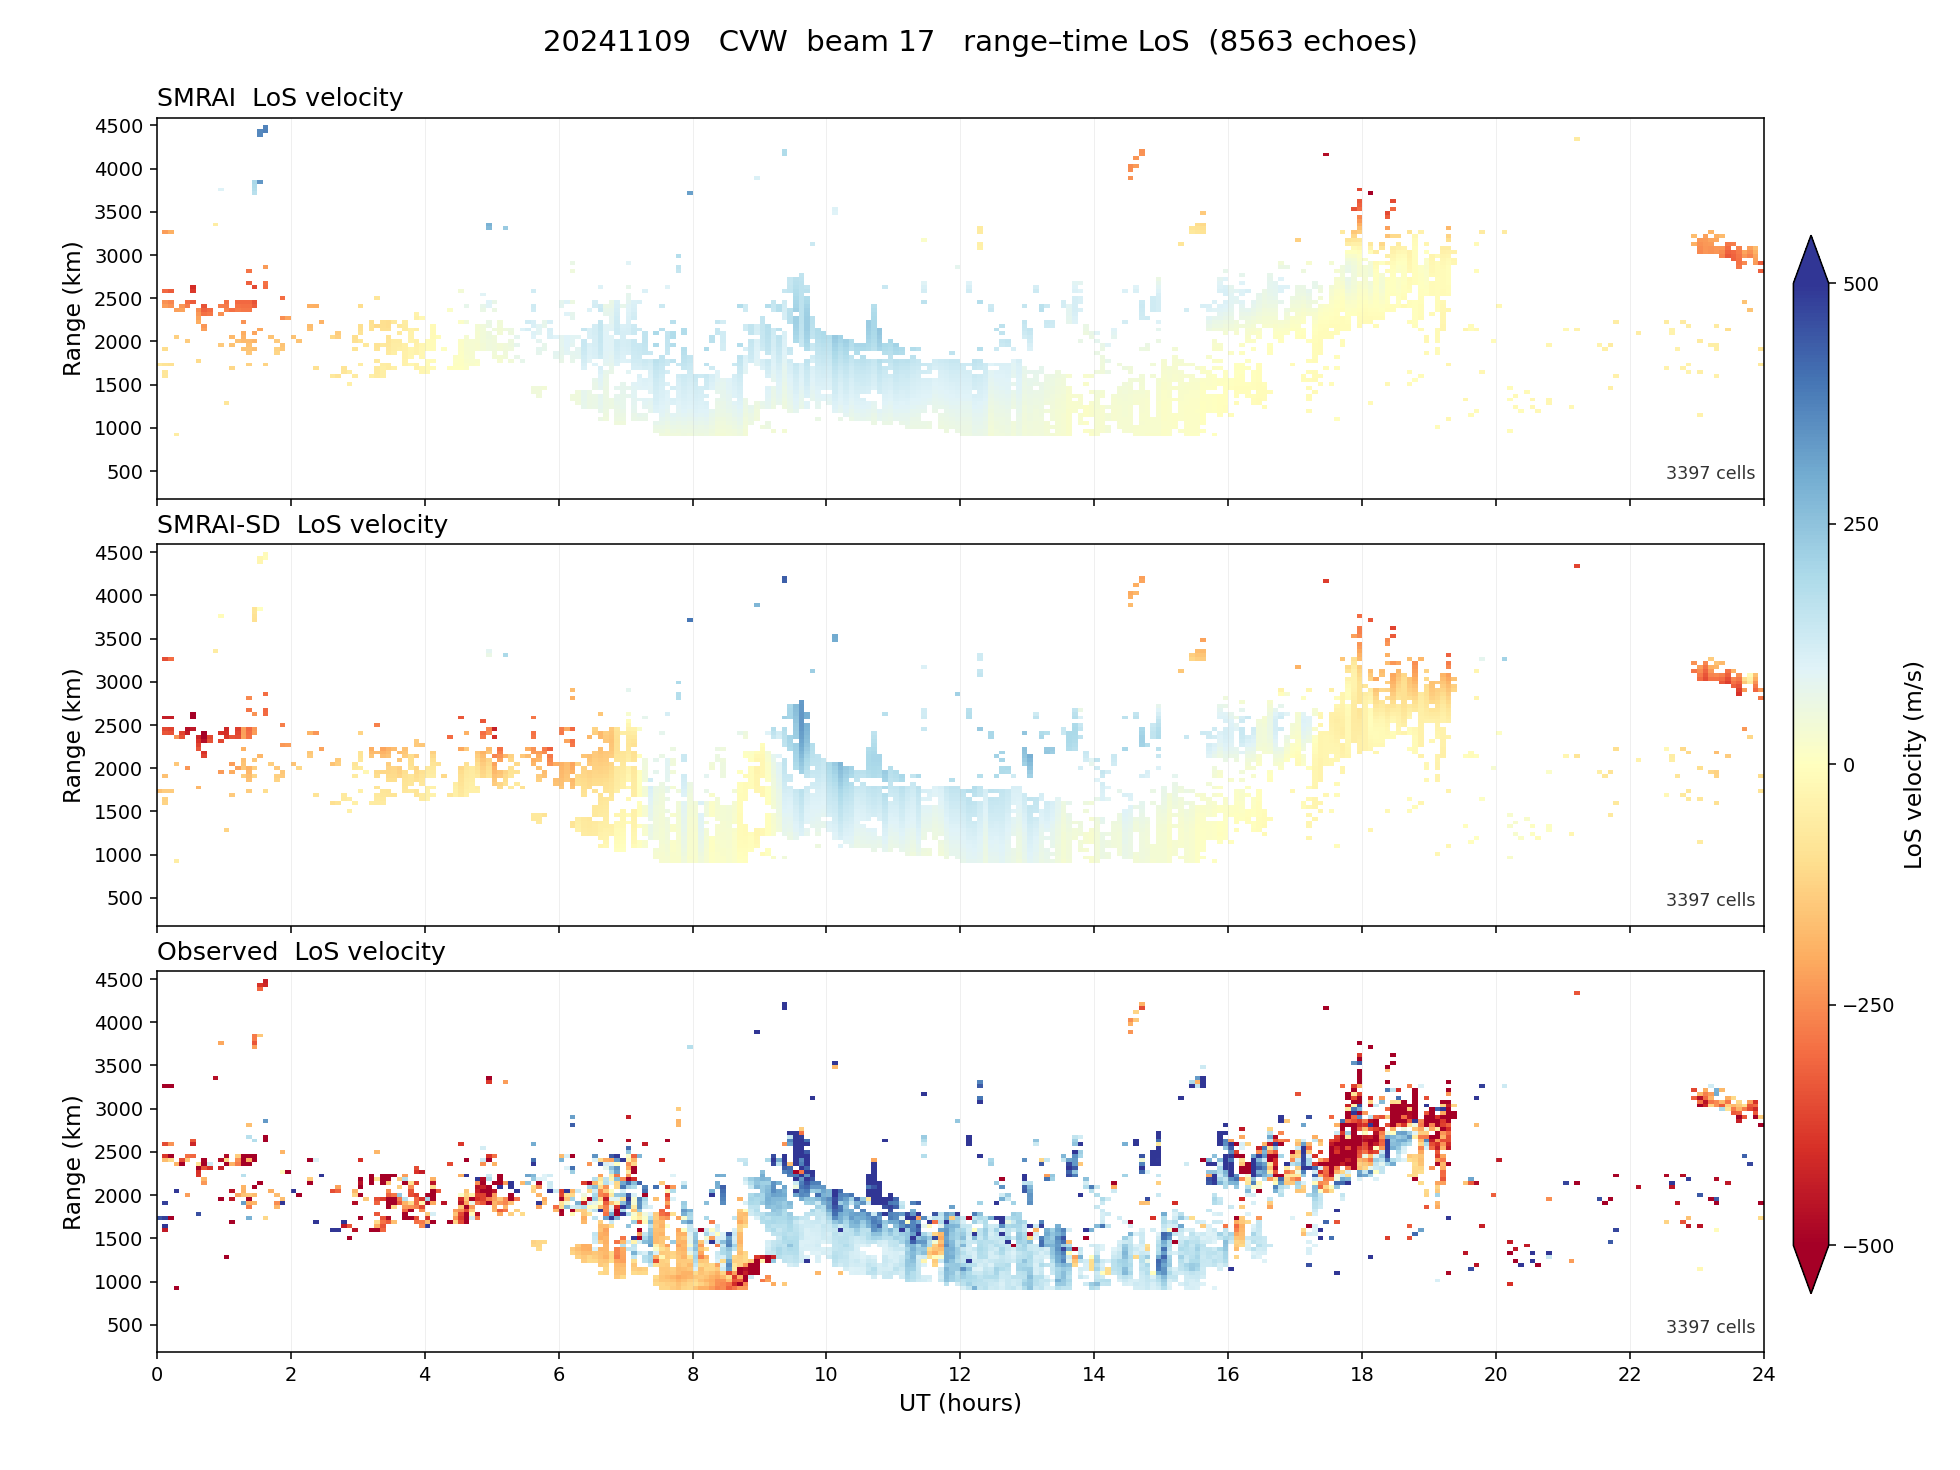 20241109   CVW  beam 17   range–time LoS  (8563 echoes)
SMRAI  LoS velocity
4500
4000
3500
3000
2500
2000
1500
1000
500
Range (km)
3397 cells
SMRAI-SD  LoS velocity
4500
4000
3500
3000
2500
2000
1500
1000
500
Range (km)
3397 cells
Observed  LoS velocity
4500
4000
3500
3000
2500
2000
1500
1000
500
Range (km)
3397 cells
0 2 4 6 8 10 12 14 16 18 20 22 24
UT (hours)
500
250
0
−250
−500
LoS velocity (m/s)